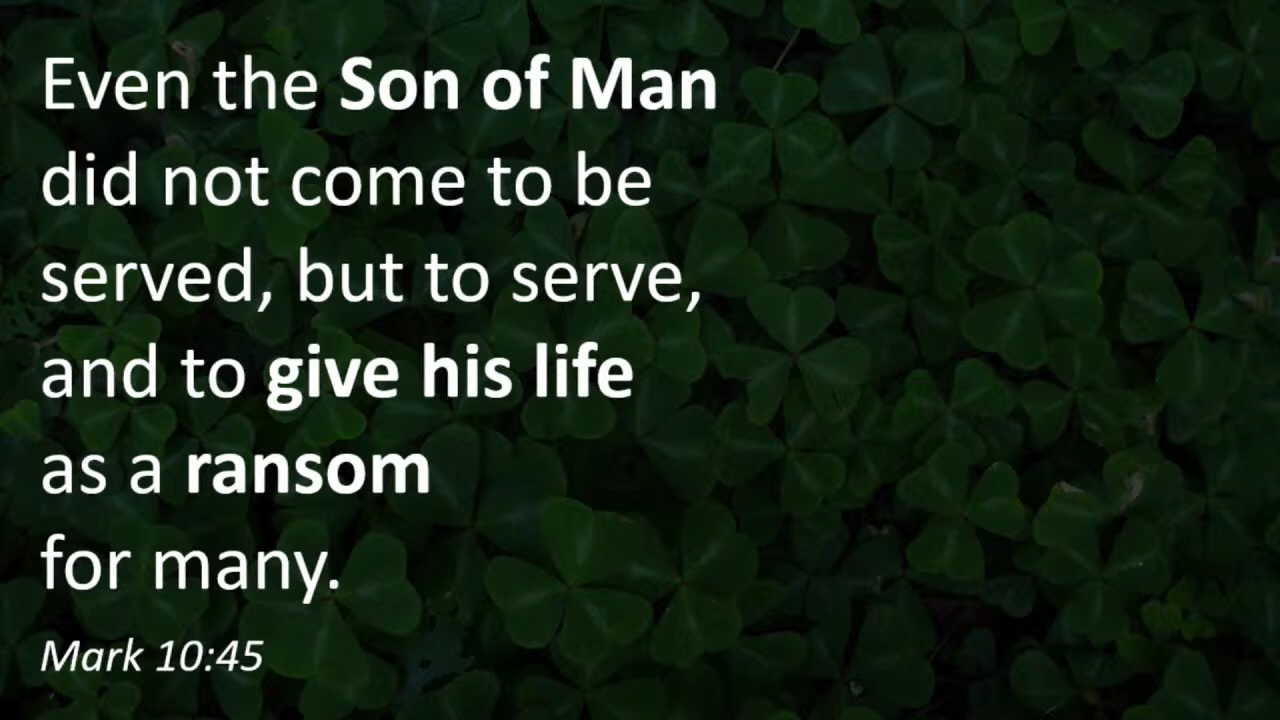 Even the Son of Man
did not come to be
served, but to serve,
and to give his life
as a ransom
for many.
Mark 10:45